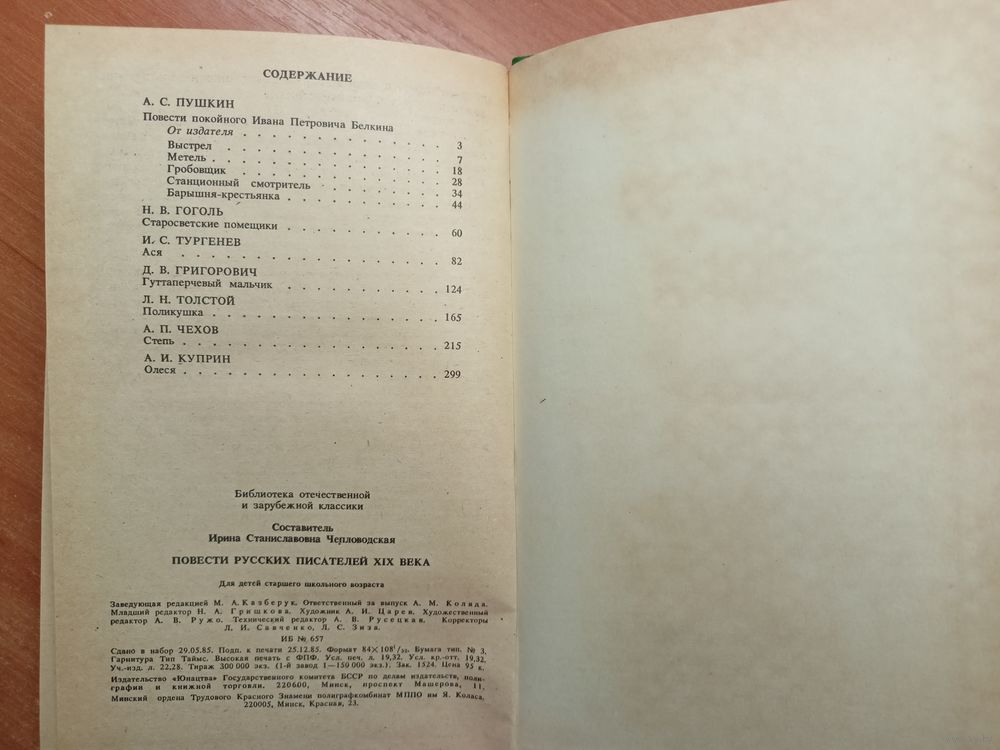 СОДЕРЖАНИЕ
А. С. ПУШКИН
Повести покойного Ивана Петровича Белкина
От издателя . . . . . . . . . . . . . 3
Выстрел . . . . . . . . . . . . . 7
Метель . . . . . . . . . . . . . 18
Гробовщик . . . . . . . . . . . . 28
Станционный смотритель . . . . . . . 34
Барышня-крестьянка . . . . . . . . . 44
Н. В. ГОГОЛЬ
Старосветские помещики . . . . . . . . . . 60
И. С. ТУРГЕНЕВ
Ася . . . . . . . . . . . . . . . . 82
Д. В. ГРИГОРОВИЧ
Гуттаперчевый мальчик . . . . . . . . . . 124
Л. Н. ТОЛСТОЙ
Поликушка . . . . . . . . . . . . . . 165
А. П. ЧЕХОВ
Степь . . . . . . . . . . . . . . . . 215
А. И. КУПРИН
Олеся . . . . . . . . . . . . . . . . 299
Библиотека отечественной
и зарубежной классики
Составитель
Ирина Станиславовна Чепловодская
ПОВЕСТИ РУССКИХ ПИСАТЕЛЕЙ XIX ВЕКА
Для детей старшего школьного возраста
Заведующая редакцией М. А. Казберук. Ответственный за выпуск А. М. Коляда.
Младший редактор Н. А. Гришкова. Художник А. И. Царев. Художественный
редактор А. В. Ружо. Технический редактор А. В. Русецкая. Корректоры
Л. И. Савченко, Л. С. Зиза.
ИБ № 657
Сдано в набор 29.05.85. Подп. к печати 25.12.85. Формат 84×108¹/₃₂. Бумага тип. № 3.
Гарнитура Тип Таймс. Высокая печать с ФПФ. Усл. печ. л. 19,32. Усл. кр.-отт. 19,32.
Уч.-изд. л. 22,28. Тираж 300 000 экз. (1-й завод 1—150 000 экз.). Зак. 1524. Цена 95 к.
Издательство «Юнацтва» Государственного комитета БССР по делам издательств, поли-
графии и книжной торговли. 220600, Минск, проспект Машерова, 11.
Минский ордена Трудового Красного Знамени полиграфкомбинат МППО им Я. Коласа.
220005, Минск, Красная, 23.